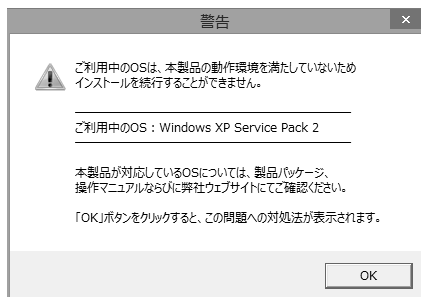 警告
ご利用中のOSは、本製品の動作環境を満たしていないため
インストールを続行することができません。
ご利用中のOS : Windows XP Service Pack 2
本製品が対応しているOSについては、製品パッケージ、
操作マニュアルならびに弊社ウェブサイトにてご確認ください。
「OK」ボタンをクリックすると、この問題への対処法が表示されます。
OK